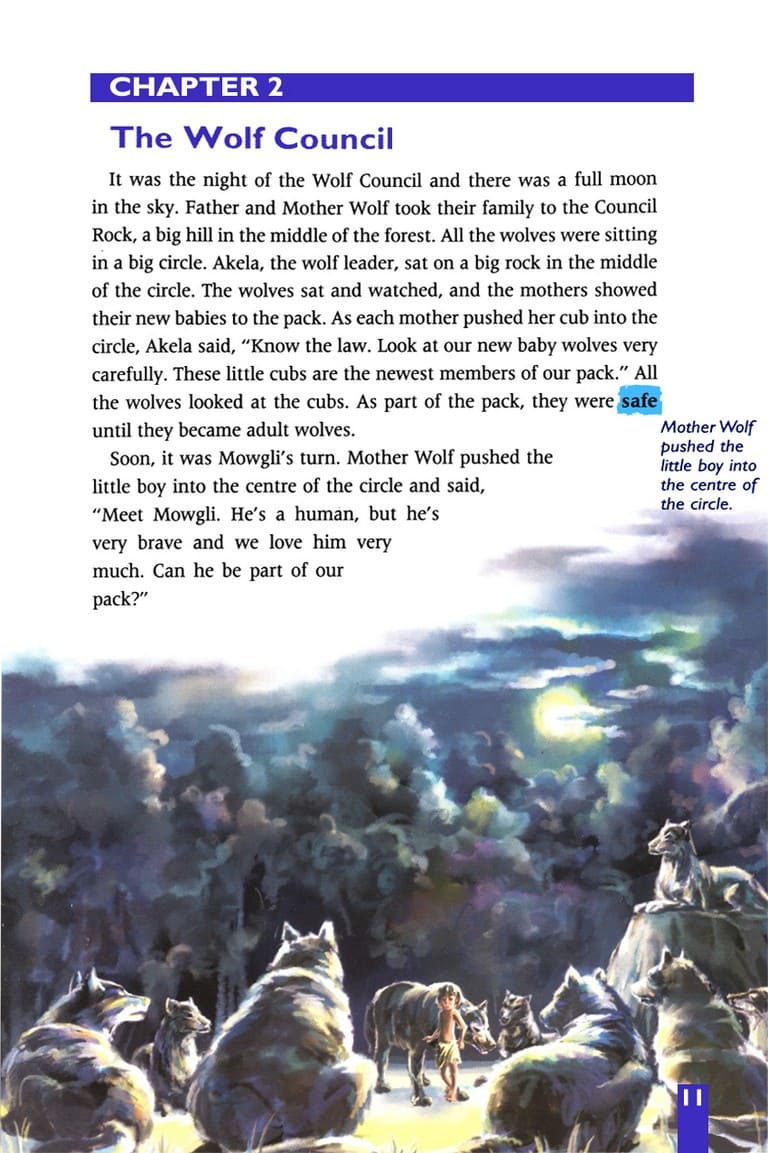 CHAPTER 2
The Wolf Council
It was the night of the Wolf Council and there was a full moon
in the sky. Father and Mother Wolf took their family to the Council
Rock, a big hill in the middle of the forest. All the wolves were sitting
in a big circle. Akela, the wolf leader, sat on a big rock in the middle
of the circle. The wolves sat and watched, and the mothers showed
their new babies to the pack. As each mother pushed her cub into the
circle, Akela said, “Know the law. Look at our new baby wolves very
carefully. These little cubs are the newest members of our pack.” All
the wolves looked at the cubs. As part of the pack, they were safe
until they became adult wolves.
Soon, it was Mowgli’s turn. Mother Wolf pushed the
little boy into the centre of the circle and said,
“Meet Mowgli. He’s a human, but he’s
very brave and we love him very
much. Can he be part of our
pack?”
Mother Wolf
pushed the
little boy into
the centre of
the circle.
11